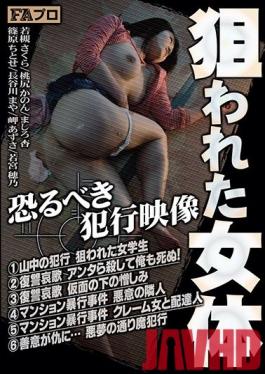 FAプロ
若槻さくら/桃尻かのん/ましろ杏
篠原ちとせ/長谷川まや/岬あずさ/若宮穂乃
狙われた女体
恐るべき
犯行映像
①山中の犯行 狙われた女学生
②復讐哀歌 アンタら殺して俺も死ぬ!
③復讐哀歌 仮面の下の憎しみ
④マンション暴行事件 悪意の隣人
⑤マンション暴行事件 クレーム女と配達人
⑥善意が仇に… 悪夢の通り魔犯行
JAVHD